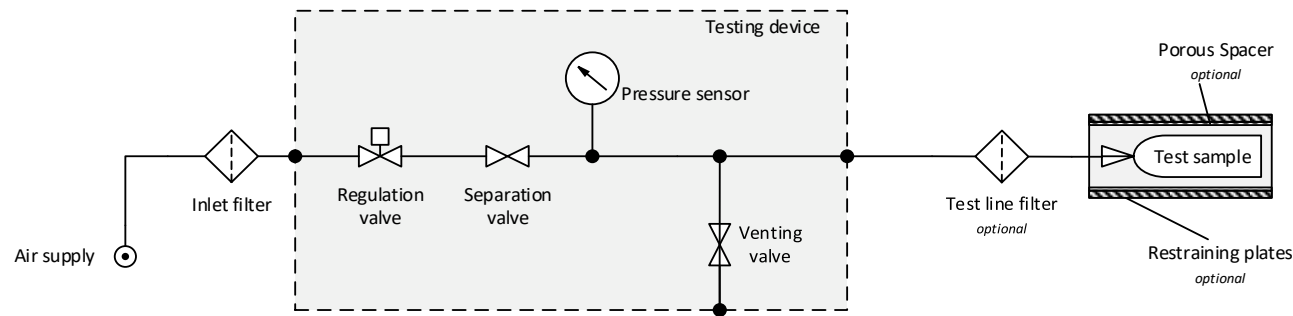 Testing device
Porous Spacer
optional
Pressure sensor
Test sample
Inlet filter
Regulation
valve
Separation
valve
Test line filter
optional
Venting
valve
Air supply
Restraining plates
optional